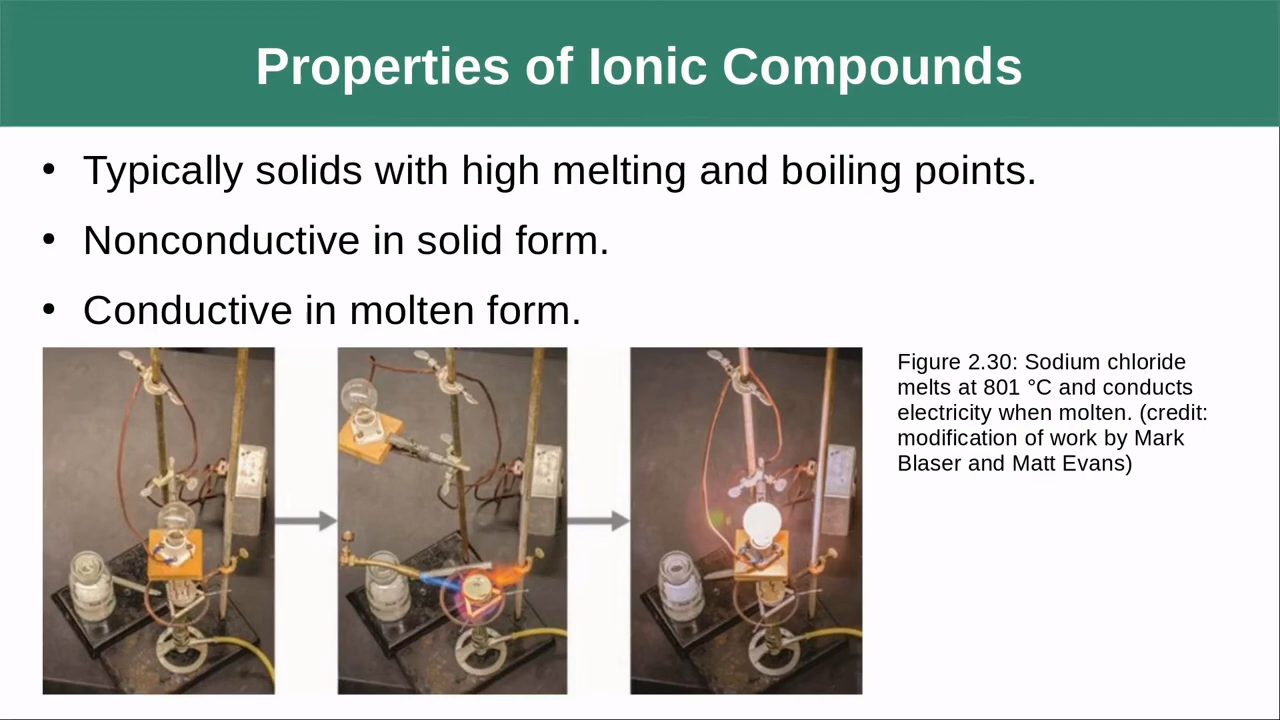 Properties of Ionic Compounds
• Typically solids with high melting and boiling points.
• Nonconductive in solid form.
• Conductive in molten form.
Figure 2.30: Sodium chloride
melts at 801 °C and conducts
electricity when molten. (credit:
modification of work by Mark
Blaser and Matt Evans)